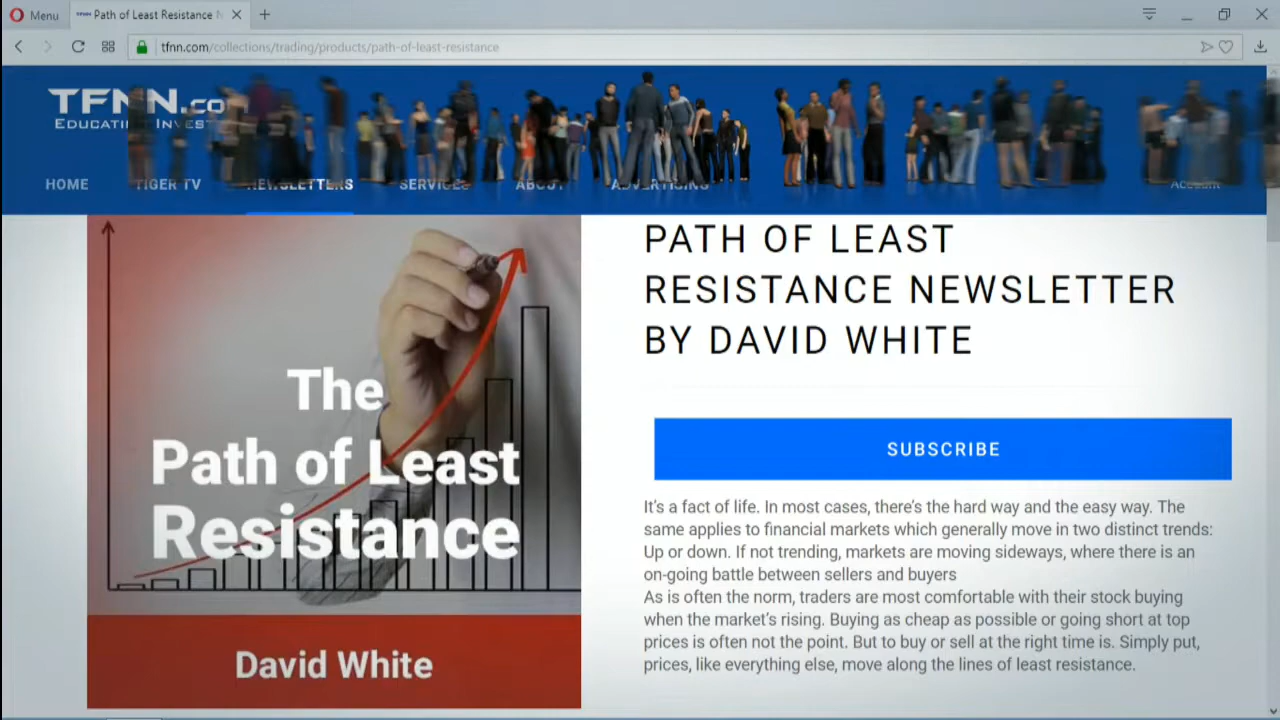 Menu
Path of Least Resistance N
tfnn.com/collections/trading/products/path-of-least-resistance
TFNN.co
HOME
TIGER TV
NEWSLETTERS
SERVICES
ABOUT
ADVERTISING
Account
The
Path of Least
Resistance
David White
PATH OF LEAST
RESISTANCE NEWSLETTER
BY DAVID WHITE
SUBSCRIBE
It's a fact of life. In most cases, there's the hard way and the easy way. The
same applies to financial markets which generally move in two distinct trends:
Up or down. If not trending, markets are moving sideways, where there is an
on-going battle between sellers and buyers
As is often the norm, traders are most comfortable with their stock buying
when the market's rising. Buying as cheap as possible or going short at top
prices is often not the point. But to buy or sell at the right time is. Simply put,
prices, like everything else, move along the lines of least resistance.